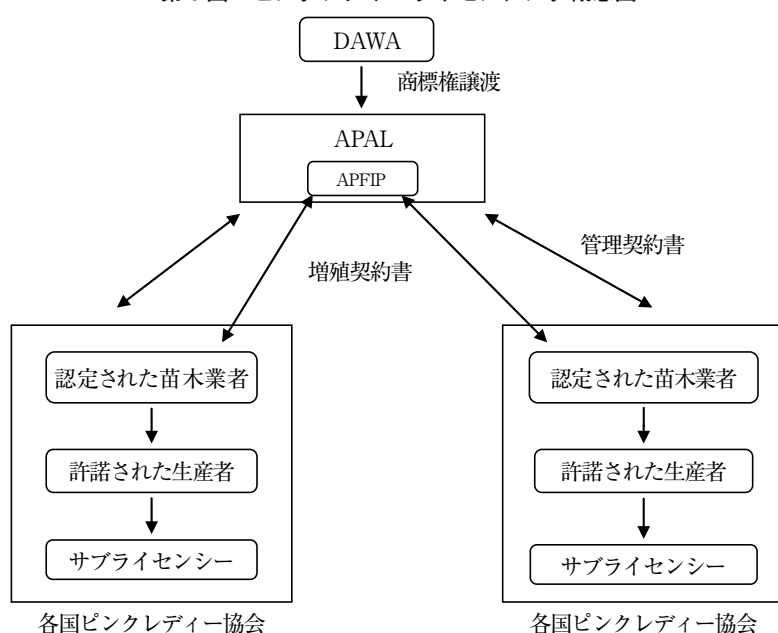 DAWA
商標権譲渡
APAL
APFIP
管理契約書
増殖契約書
認定された苗木業者
認定された苗木業者
許諾された生産者
許諾された生産者
サブライセンシー
サブライセンシー
各国ピンクレディー協会
各国ピンクレディー協会